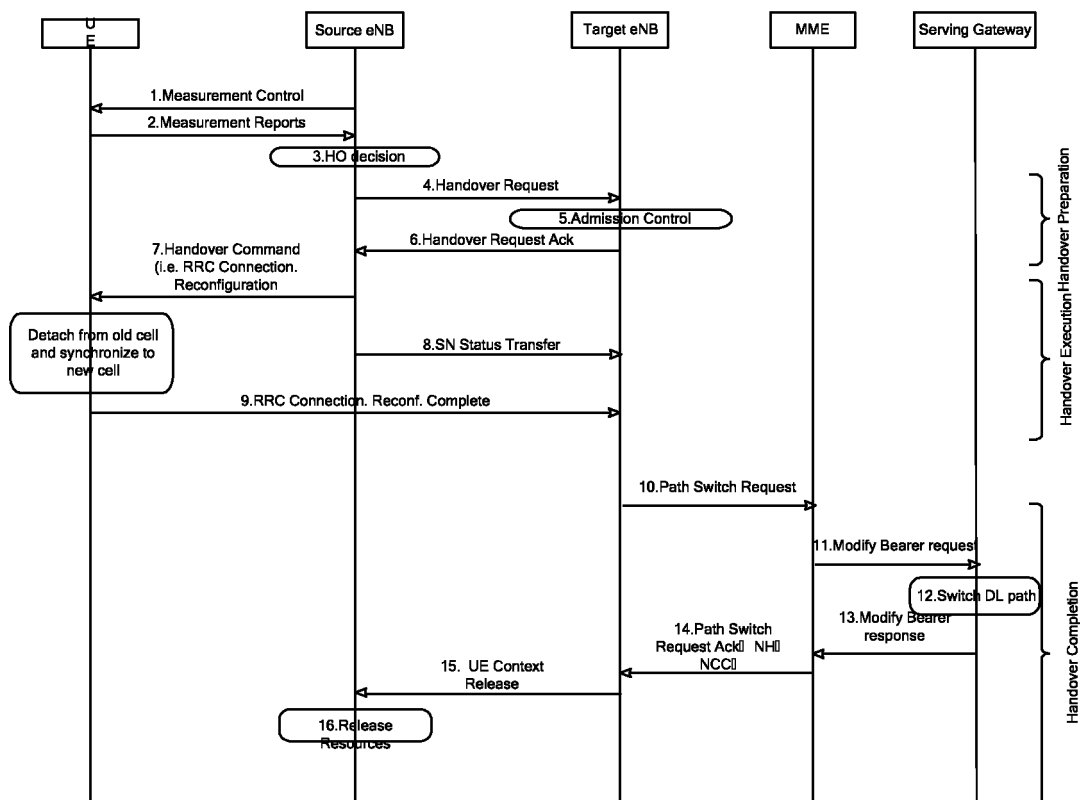 U
E
Source eNB
Target eNB
MME
Serving Gateway
1.Measurement Control
2.Measurement Reports
3.HO decision
4.Handover Request
5.Admission Control
6.Handover Request Ack
7.Handover Command
(i.e. RRC Connection.
Reconfiguration
Detach from old cell
and synchronize to
new cell
8.SN Status Transfer
9.RRC Connection. Reconf. Complete
10.Path Switch Request
11.Modify Bearer request
12.Switch DL path
13.Modify Bearer
response
14.Path Switch
Request Ack▯ NH▯
NCC▯
15. UE Context
Release
16.Release
Resources
Handover Preparation
Handover Execution
Handover Completion